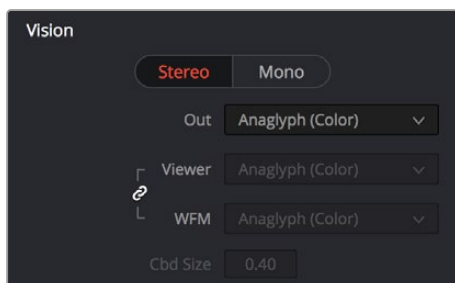 Vision
Stereo Mono
Out Anaglyph (Color)
Viewer Anaglyph (Color)
WFM Anaglyph (Color)
Cbd Size 0.40